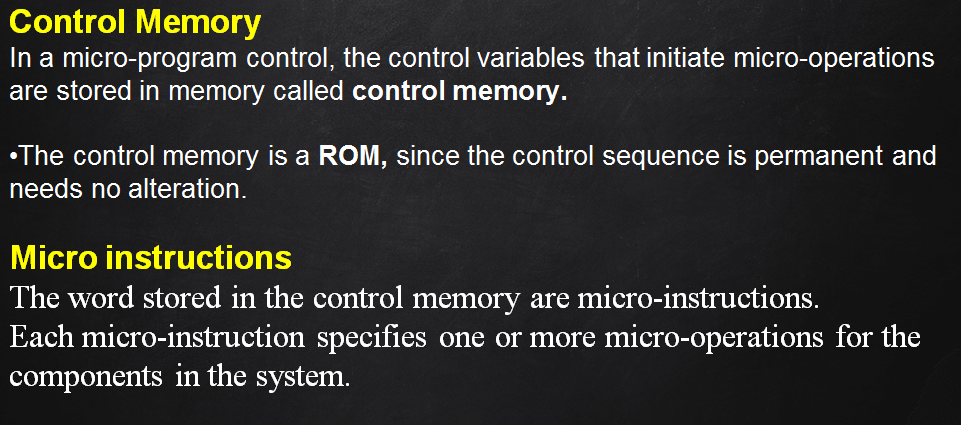 Control Memory
In a micro-program control, the control variables that initiate micro-operations
are stored in memory called control memory.
•The control memory is a ROM, since the control sequence is permanent and
needs no alteration.
Micro instructions
The word stored in the control memory are micro-instructions.
Each micro-instruction specifies one or more micro-operations for the
components in the system.